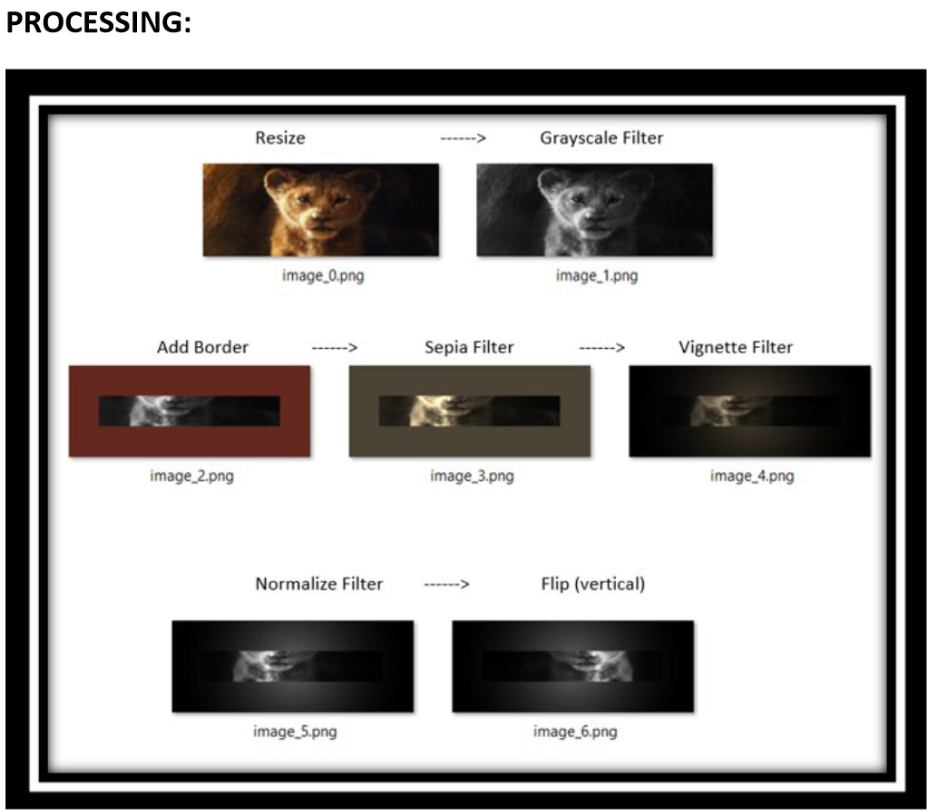 PROCESSING:
Resize ------> Grayscale Filter
image_0.png image_1.png
Add Border ------> Sepia Filter ------> Vignette Filter
image_2.png image_3.png image_4.png
Normalize Filter ------> Flip (vertical)
image_5.png image_6.png